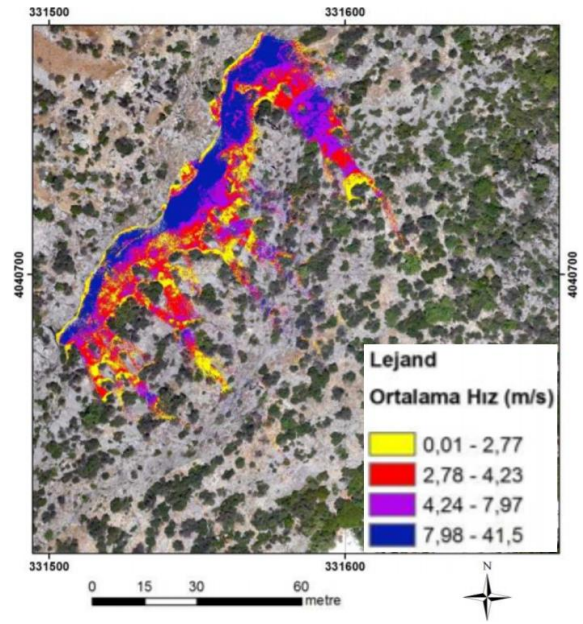 331500
331600
4040700
4040700
Lejand
Ortalama Hız (m/s)
0,01 - 2,77
2,78 - 4,23
4,24 - 7,97
7,98 - 41,5
331500
331600
0 15 30 60
metre
N